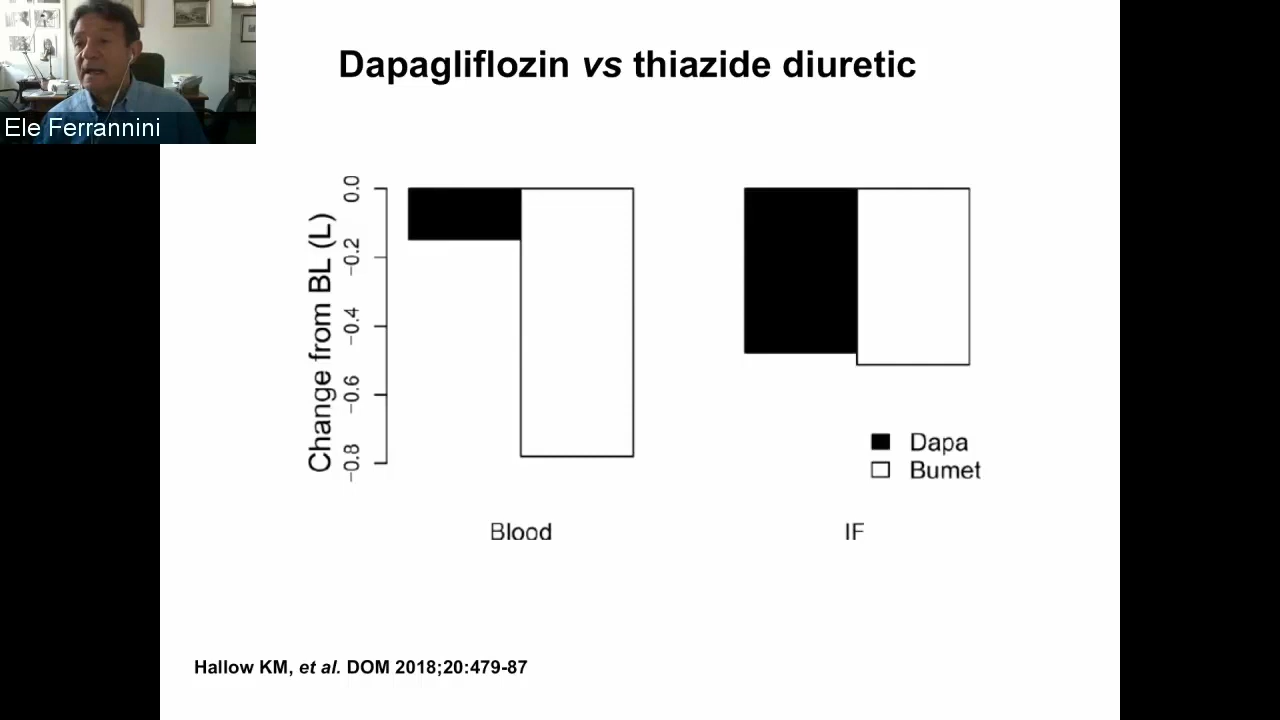 Ele Ferrannini
Dapagliflozin vs thiazide diuretic
Change from BL (L)
0.0
−0.2
−0.4
−0.6
−0.8
Dapa
Bumet
Blood
IF
Hallow KM, et al. DOM 2018;20:479-87